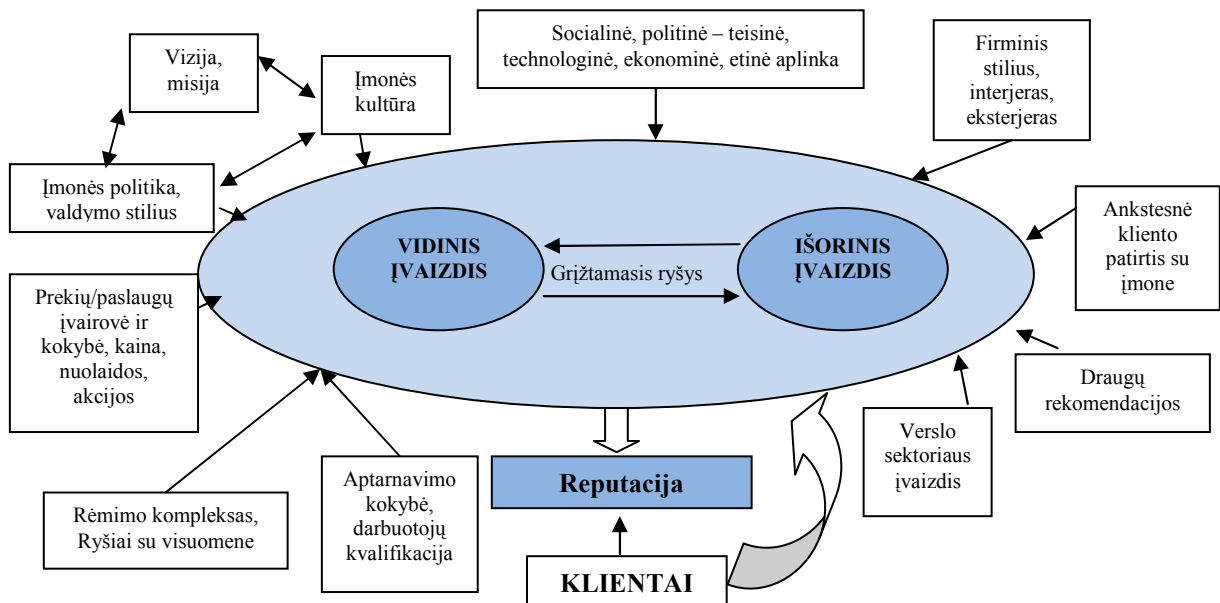 Vizija,
misija
Įmonės
kultūra
Socialinė, politinė – teisinė,
technologinė, ekonominė, etinė aplinka
Firminis
stilius,
interjeras,
eksterjeras
Įmonės politika,
valdymo stilius
Ankstesnė
kliento
patirtis su
įmone
VIDINIS
ĮVAIZDIS
Grįžtamasis ryšys
IŠORINIS
ĮVAIZDIS
Prekių/paslaugų
įvairovė ir
kokybė, kaina,
nuolaidos,
akcijos
Draugų
rekomendacijos
Verslo
sektoriaus
įvaizdis
Rėmimo kompleksas,
Ryšiai su visuomene
Aptarnavimo
kokybė,
darbuotojų
kvalifikacija
Reputacija
KLIENTAI